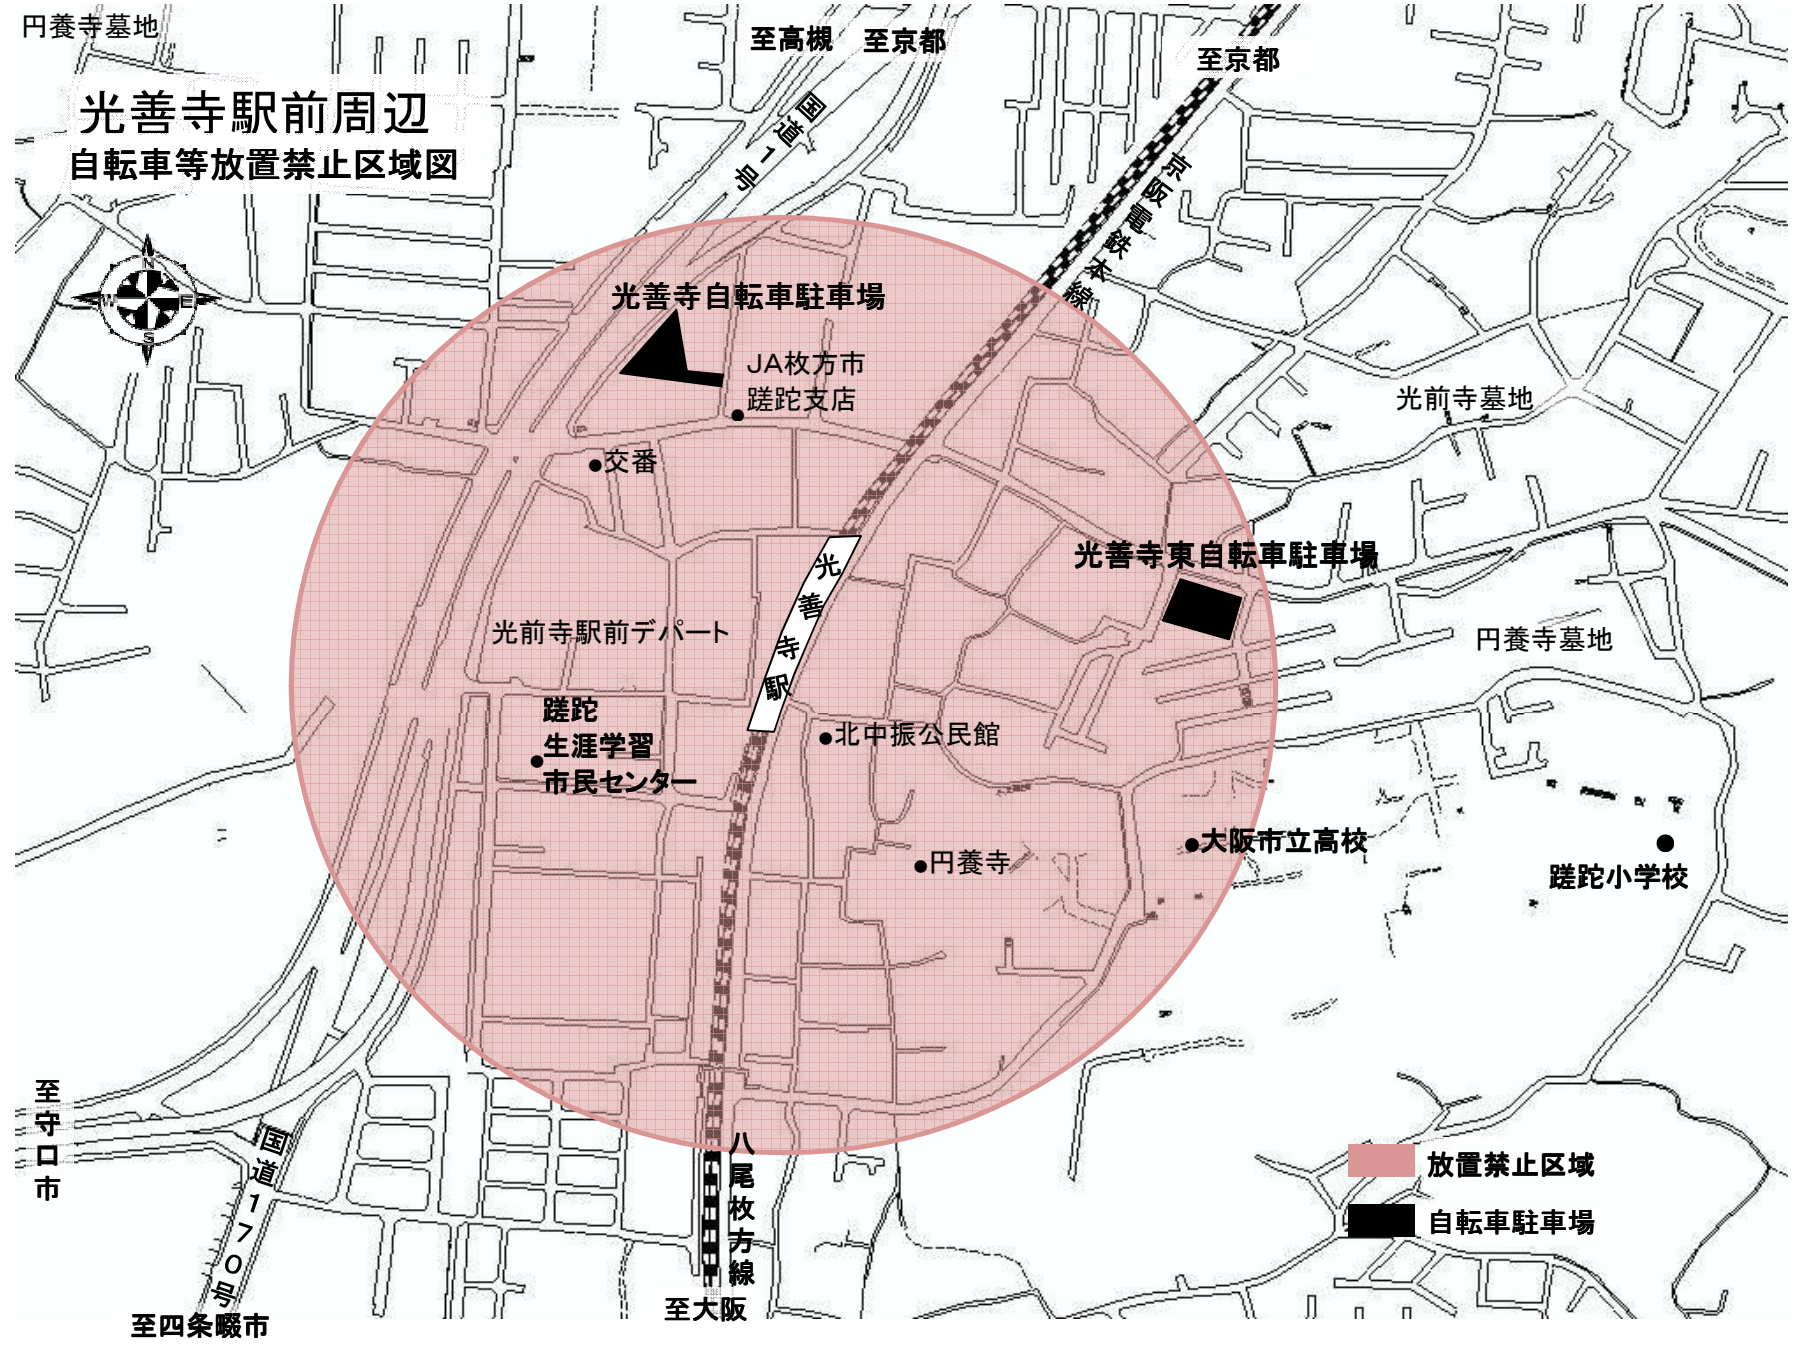 円養寺墓地
至高槻
至京都
至京都
光善寺駅前周辺
自転車等放置禁止区域図
国道1号
京阪電鉄本線
N
W
E
S
光善寺自転車駐車場
JA枚方市
蹉跎支店
光前寺墓地
交番
光善寺東自転車駐車場
光善寺駅
光前寺駅前デパート
円養寺墓地
蹉跎
生涯学習
市民センター
北中振公民館
大阪市立高校
円養寺
蹉跎小学校
至守口市
国道170号
八尾枚方線
放置禁止区域
自転車駐車場
至大阪
至四条畷市